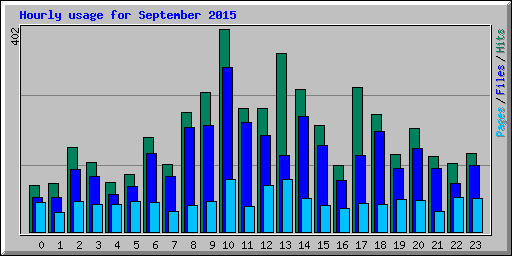 Hourly usage for September 2015
402
Pages/Files/Hits
0 1 2 3 4 5 6 7 8 9 10 11 12 13 14 15 16 17 18 19 20 21 22 23